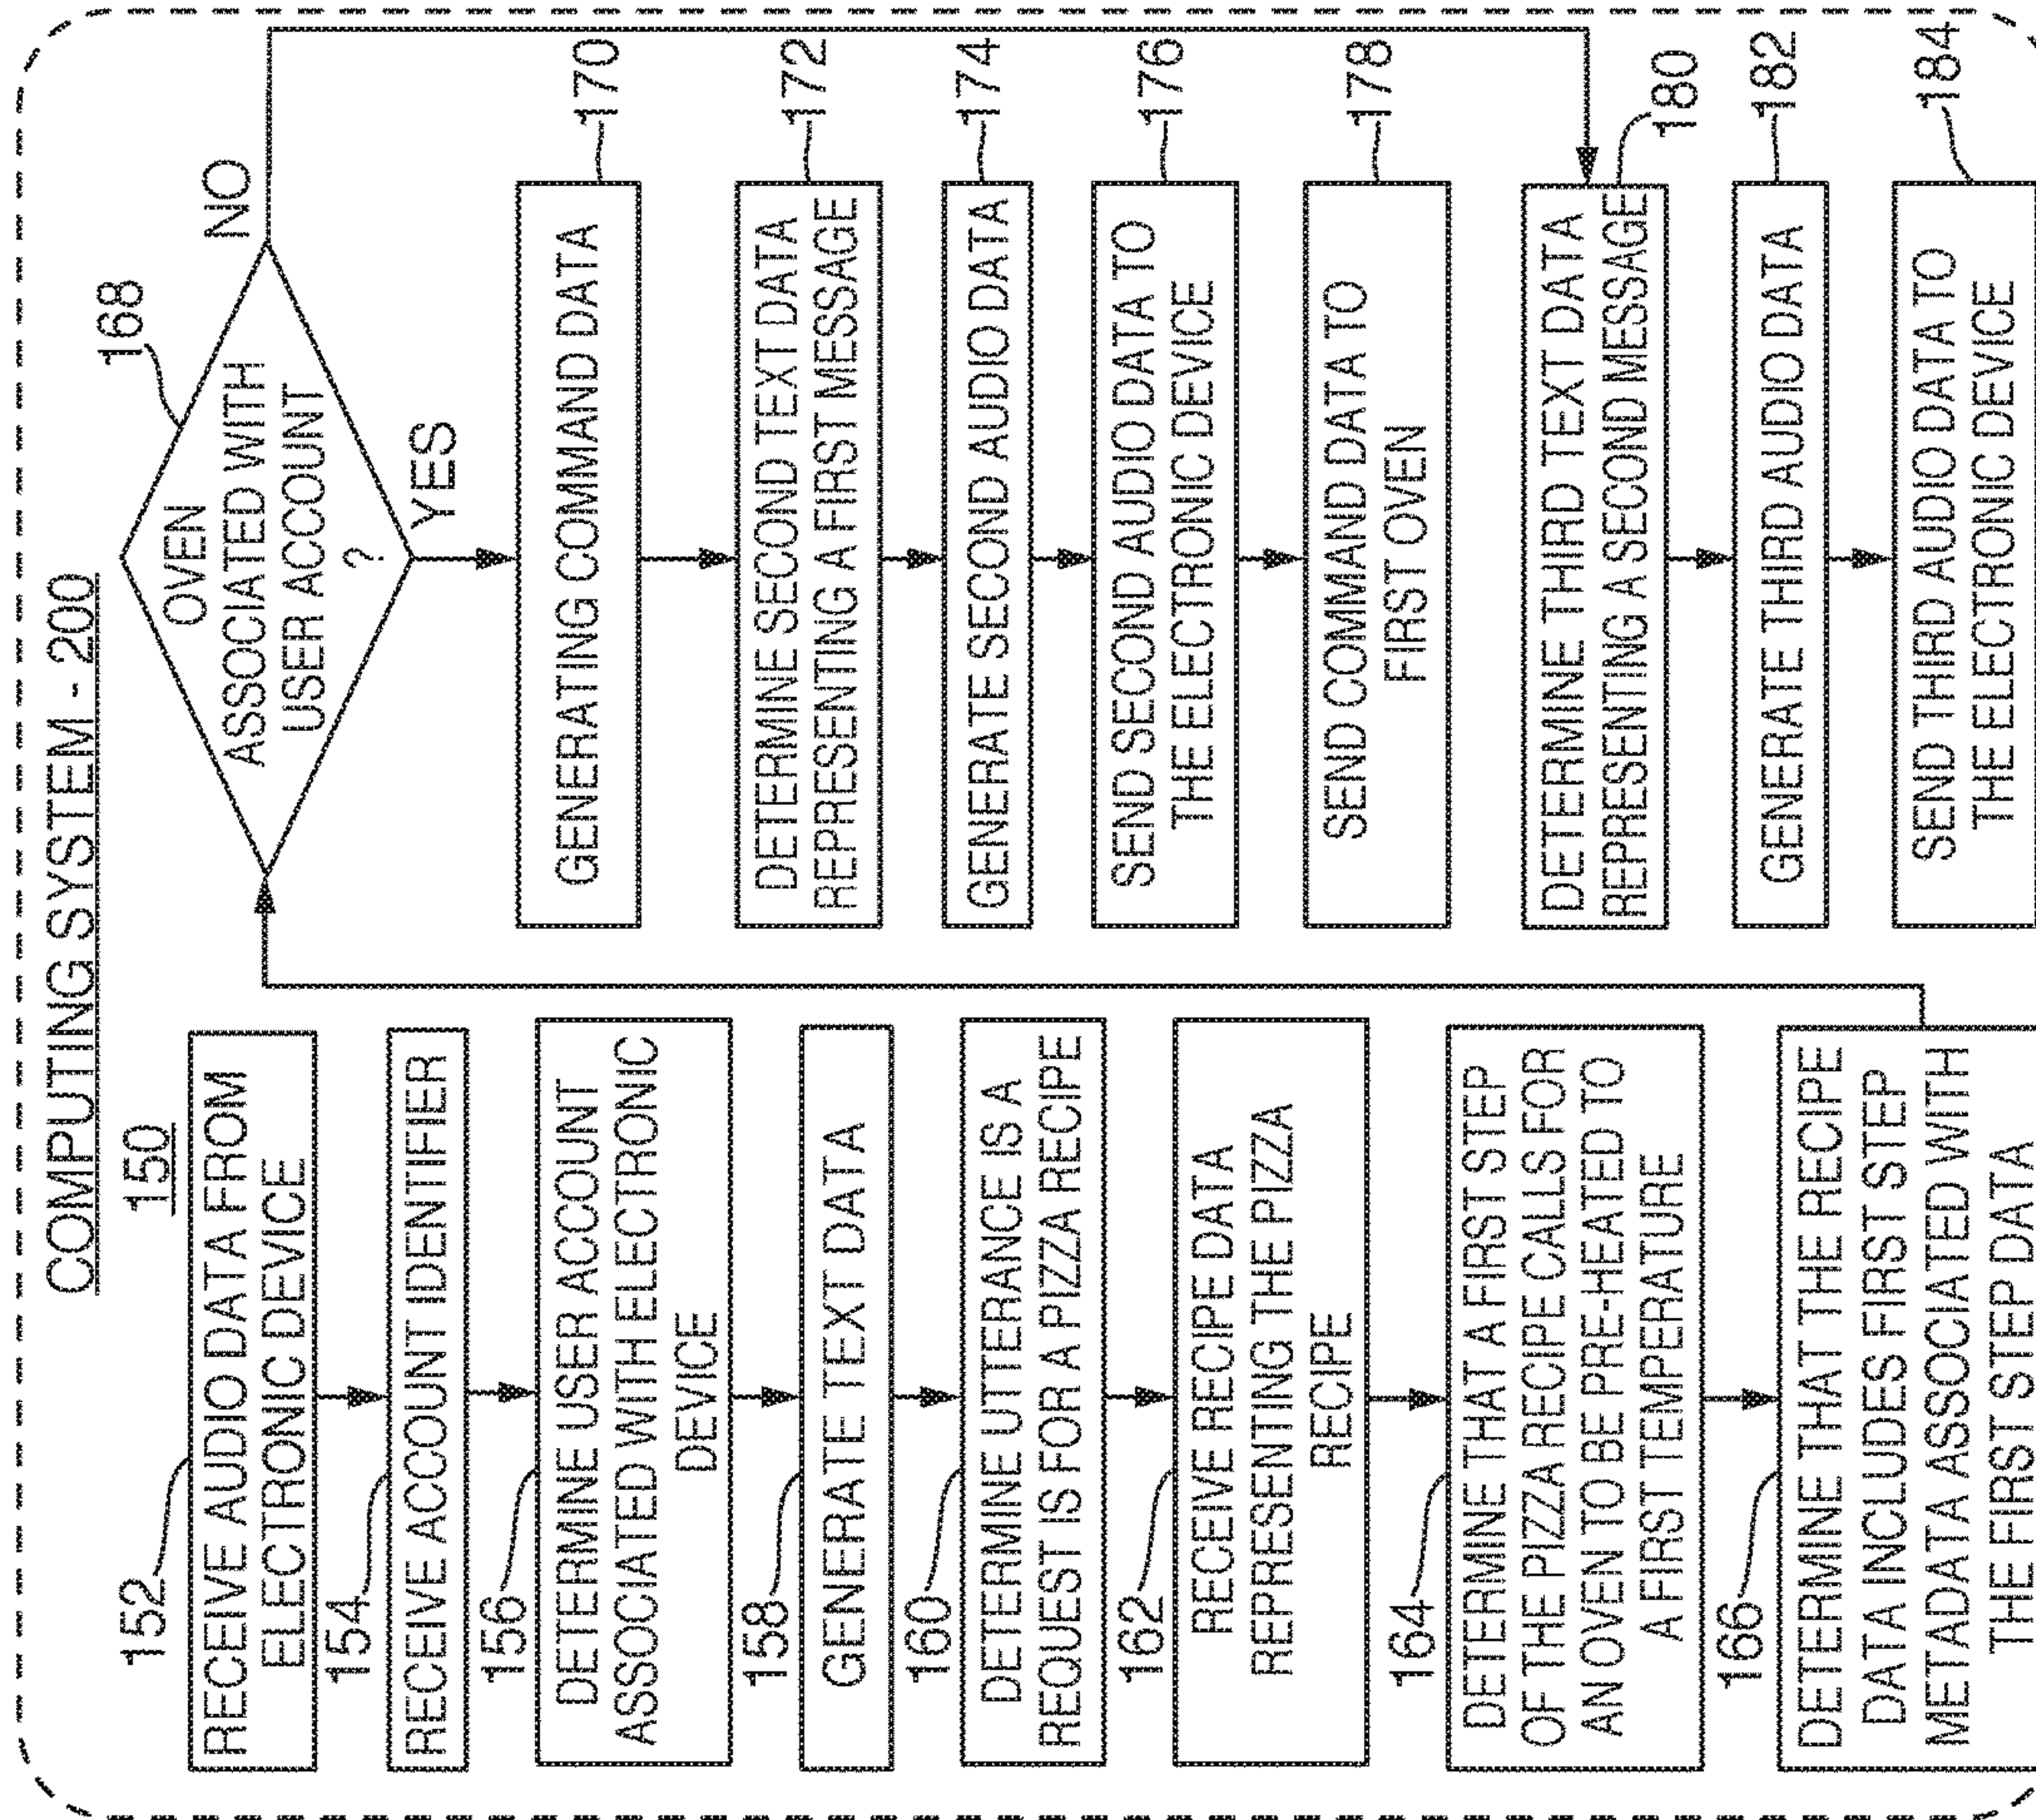 COMPUTING SYSTEM - 200
150
152
RECEIVE AUDIO DATA FROM
ELECTRONIC DEVICE
154
RECEIVE ACCOUNT IDENTIFIER
156
DETERMINE USER ACCOUNT
ASSOCIATED WITH ELECTRONIC
DEVICE
158
GENERATE TEXT DATA
160
DETERMINE UTTERANCE IS A
REQUEST IS FOR A PIZZA RECIPE
162
RECEIVE RECIPE DATA
REPRESENTING THE PIZZA
RECIPE
164
DETERMINE THAT A FIRST STEP
OF THE PIZZA RECIPE CALLS FOR
AN OVEN TO BE PRE-HEATED TO
A FIRST TEMPERATURE
166
DETERMINE THAT THE RECIPE
DATA INCLUDES FIRST STEP
METADATA ASSOCIATED WITH
THE FIRST STEP DATA
168
OVEN
ASSOCIATED WITH
USER ACCOUNT
?
NO
YES
GENERATING COMMAND DATA
170
DETERMINE SECOND TEXT DATA
REPRESENTING A FIRST MESSAGE
172
GENERATE SECOND AUDIO DATA
174
SEND SECOND AUDIO DATA TO
THE ELECTRONIC DEVICE
176
SEND COMMAND DATA TO
FIRST OVEN
178
DETERMINE THIRD TEXT DATA
REPRESENTING A SECOND MESSAGE
180
GENERATE THIRD AUDIO DATA
182
SEND THIRD AUDIO DATA TO
THE ELECTRONIC DEVICE
184